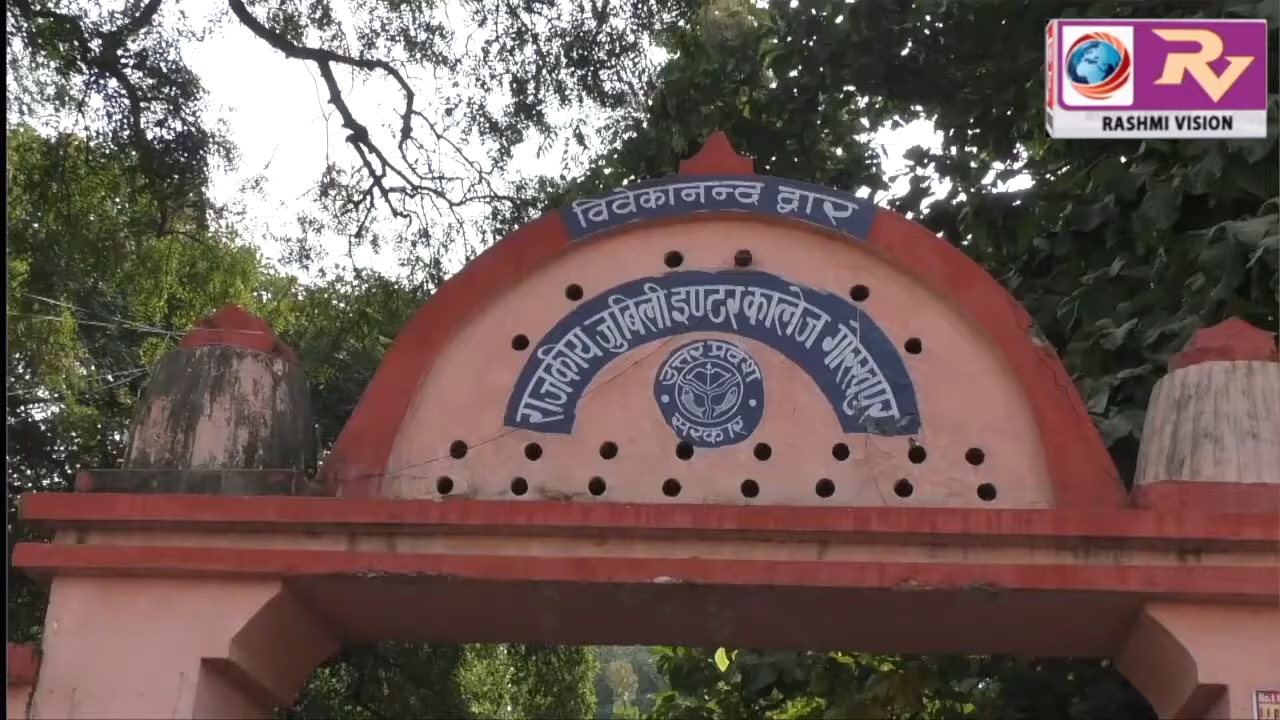 RV
RASHMI VISION
विवेकानन्द द्वार
राजकीय जुबिली इण्टर कालेज गोरखपुर
उत्तर प्रदेश
सरकार